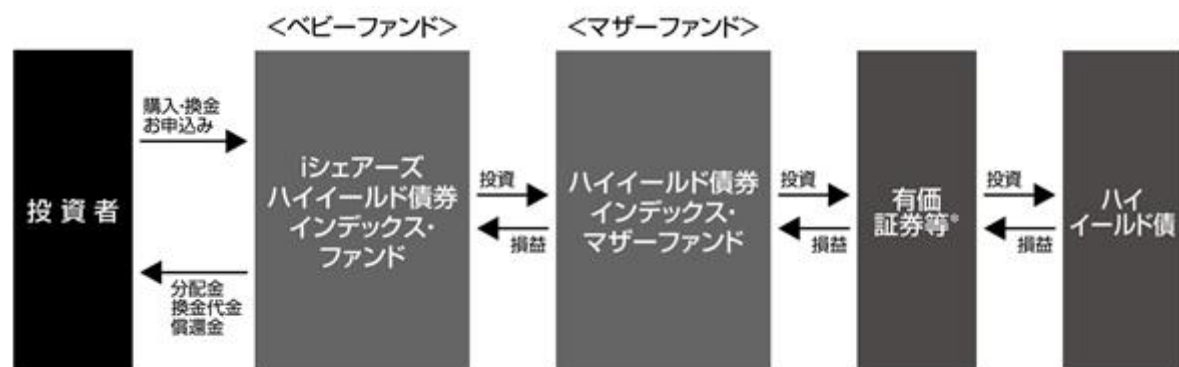 <ベビーファンド>
<マザーファンド>
投資者
購入・換金
お申込み
分配金
換金代金
償還金
iシェアーズ
ハイイールド債券
インデックス・
ファンド
投資
損益
ハイイールド債券
インデックス・
マザーファンド
投資
損益
有価
証券等*
投資
損益
ハイ
イールド債